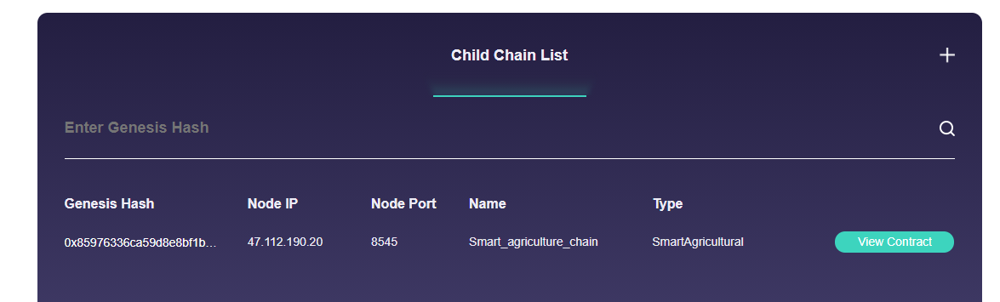 Child Chain List
Enter Genesis Hash
Genesis Hash Node IP Node Port Name Type
0x85976336ca59d8e8bf1b... 47.112.190.20 8545 Smart_agriculture_chain SmartAgricultural View Contract